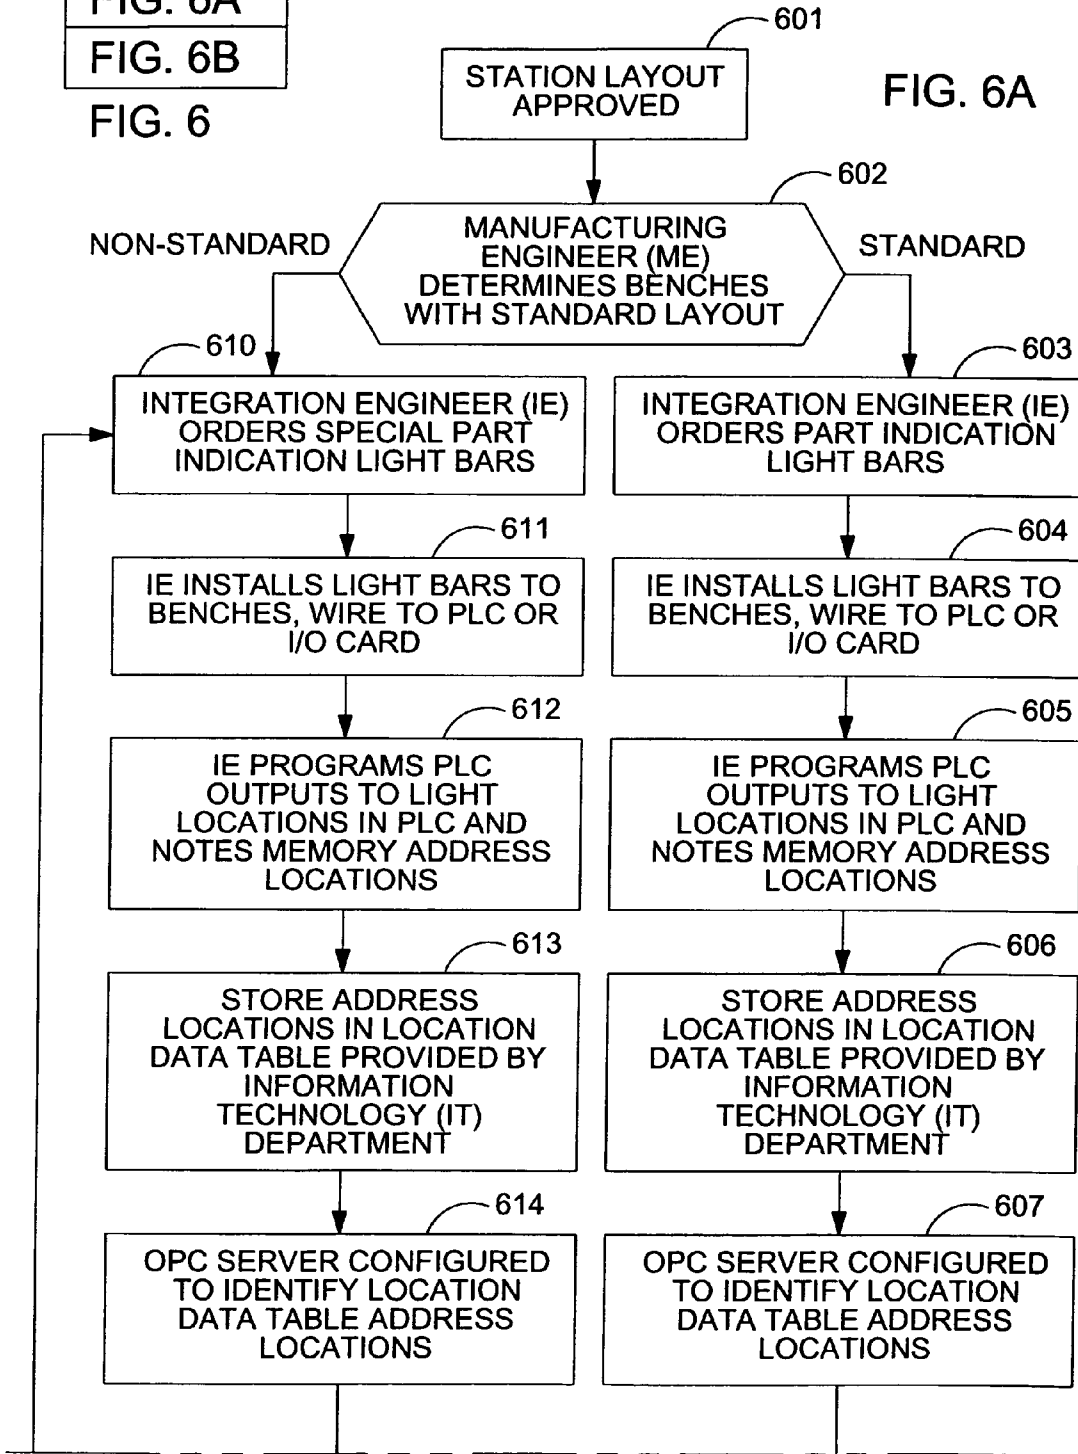 FIG. 6A
FIG. 6B
FIG. 6
601
STATION LAYOUT
APPROVED
FIG. 6A
602
MANUFACTURING
ENGINEER (ME)
DETERMINES BENCHES
WITH STANDARD LAYOUT
NON-STANDARD
STANDARD
610
INTEGRATION ENGINEER (IE)
ORDERS SPECIAL PART
INDICATION LIGHT BARS
603
INTEGRATION ENGINEER (IE)
ORDERS PART INDICATION
LIGHT BARS
611
IE INSTALLS LIGHT BARS TO
BENCHES, WIRE TO PLC OR
I/O CARD
604
IE INSTALLS LIGHT BARS TO
BENCHES, WIRE TO PLC OR
I/O CARD
612
IE PROGRAMS PLC
OUTPUTS TO LIGHT
LOCATIONS IN PLC AND
NOTES MEMORY ADDRESS
LOCATIONS
605
IE PROGRAMS PLC
OUTPUTS TO LIGHT
LOCATIONS IN PLC AND
NOTES MEMORY ADDRESS
LOCATIONS
613
STORE ADDRESS
LOCATIONS IN LOCATION
DATA TABLE PROVIDED BY
INFORMATION
TECHNOLOGY (IT)
DEPARTMENT
606
STORE ADDRESS
LOCATIONS IN LOCATION
DATA TABLE PROVIDED BY
INFORMATION
TECHNOLOGY (IT)
DEPARTMENT
614
OPC SERVER CONFIGURED
TO IDENTIFY LOCATION
DATA TABLE ADDRESS
LOCATIONS
607
OPC SERVER CONFIGURED
TO IDENTIFY LOCATION
DATA TABLE ADDRESS
LOCATIONS